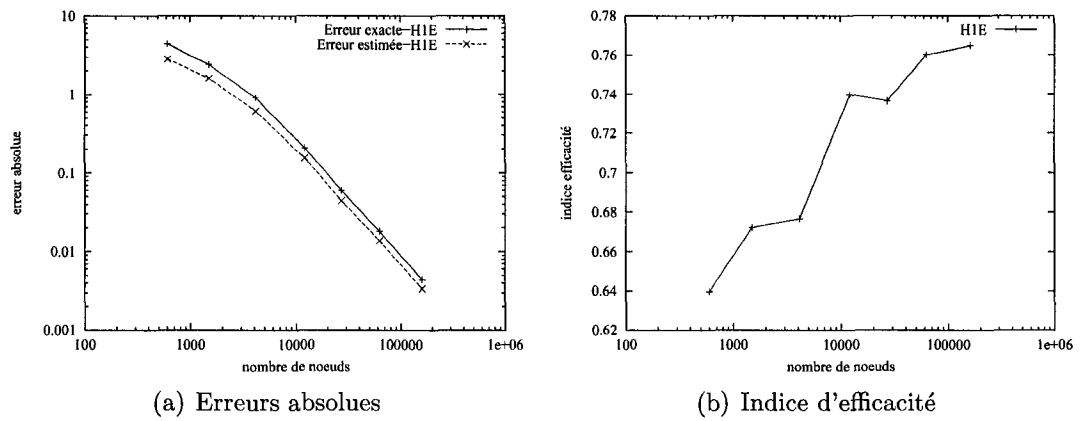 10
1
0.1
0.01
0.001
100
1000
10000
100000
1e+06
erreur absolue
nombre de noeuds
Erreur exacte-H1E
Erreur estimée-H1E
(a) Erreurs absolues
0.78
0.76
0.74
0.72
0.7
0.68
0.66
0.64
0.62
100
1000
10000
100000
1e+06
indice efficacité
nombre de noeuds
H1E
(b) Indice d'efficacité